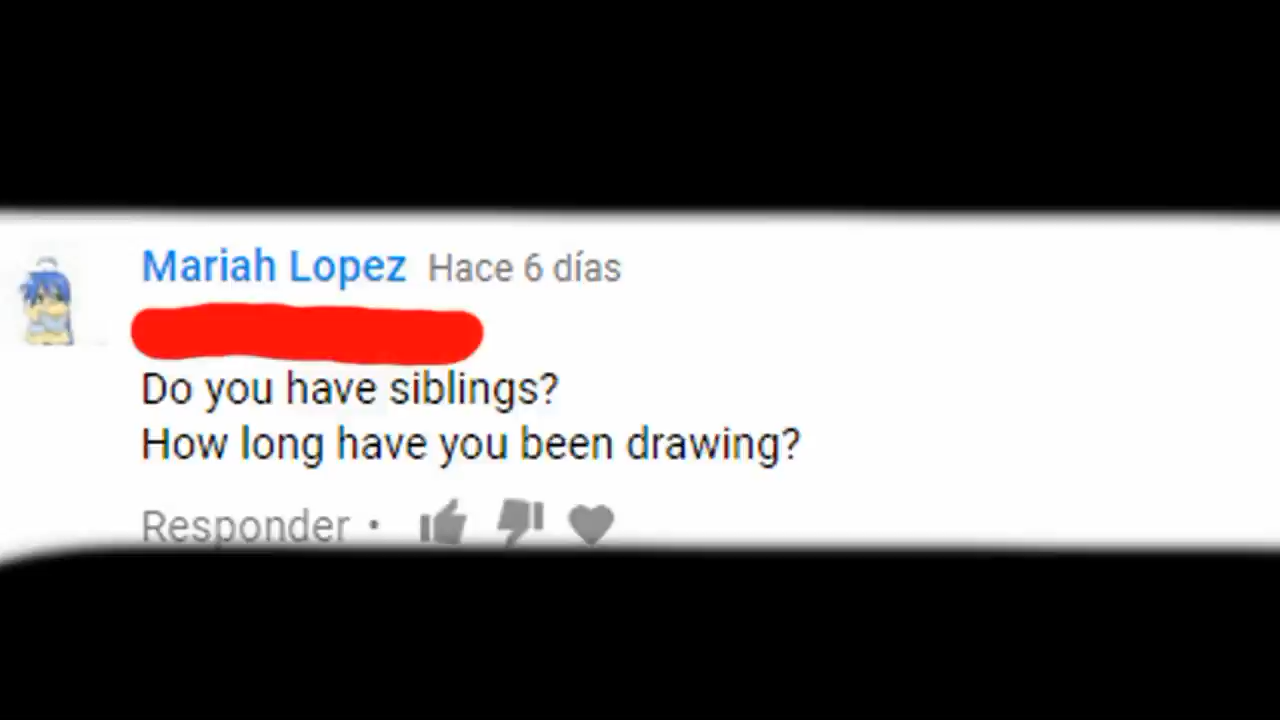 Mariah Lopez Hace 6 días
Do you have siblings?
How long have you been drawing?
Responder •